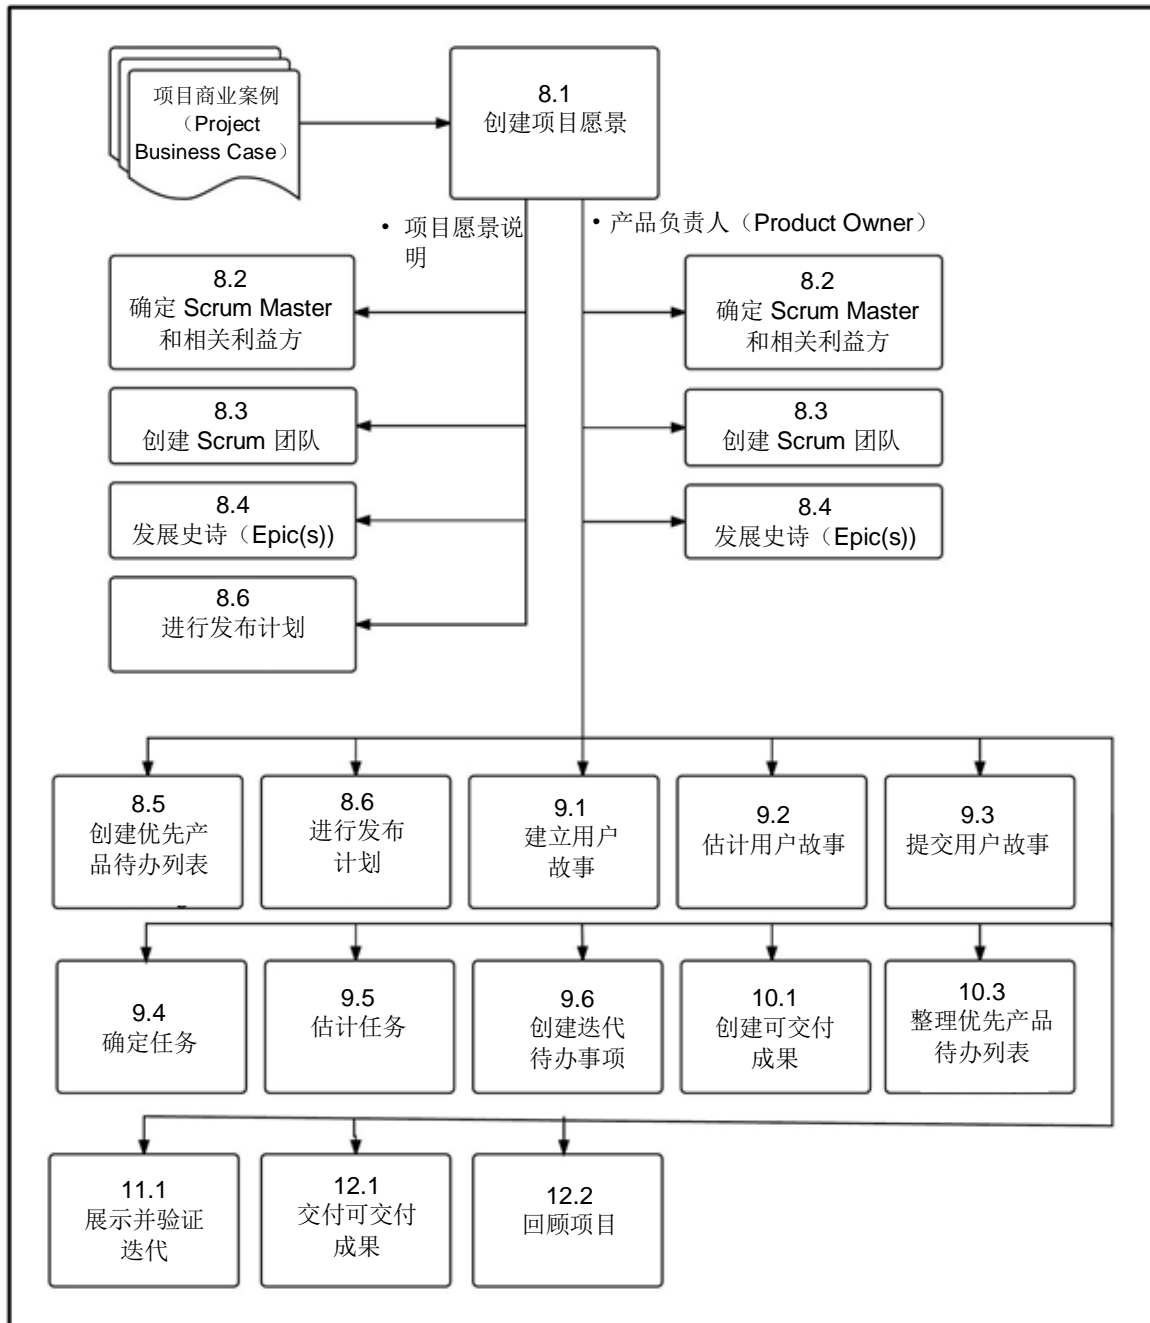 项目商业案例
（Project
Business Case）
8.1
创建项目愿景
• 项目愿景说
明
• 产品负责人（Product Owner）
8.2
确定 Scrum Master
和相关利益方
8.2
确定 Scrum Master
和相关利益方
8.3
创建 Scrum 团队
8.3
创建 Scrum 团队
8.4
发展史诗（Epic(s))
8.4
发展史诗（Epic(s))
8.6
进行发布计划
8.5
创建优先产
品待办列表
8.6
进行发布
计划
9.1
建立用户
故事
9.2
估计用户故事
9.3
提交用户故事
9.4
确定任务
9.5
估计任务
9.6
创建迭代
待办事项
10.1
创建可交付
成果
10.3
整理优先产品
待办列表
11.1
展示并验证
迭代
12.1
交付可交付
成果
12.2
回顾项目